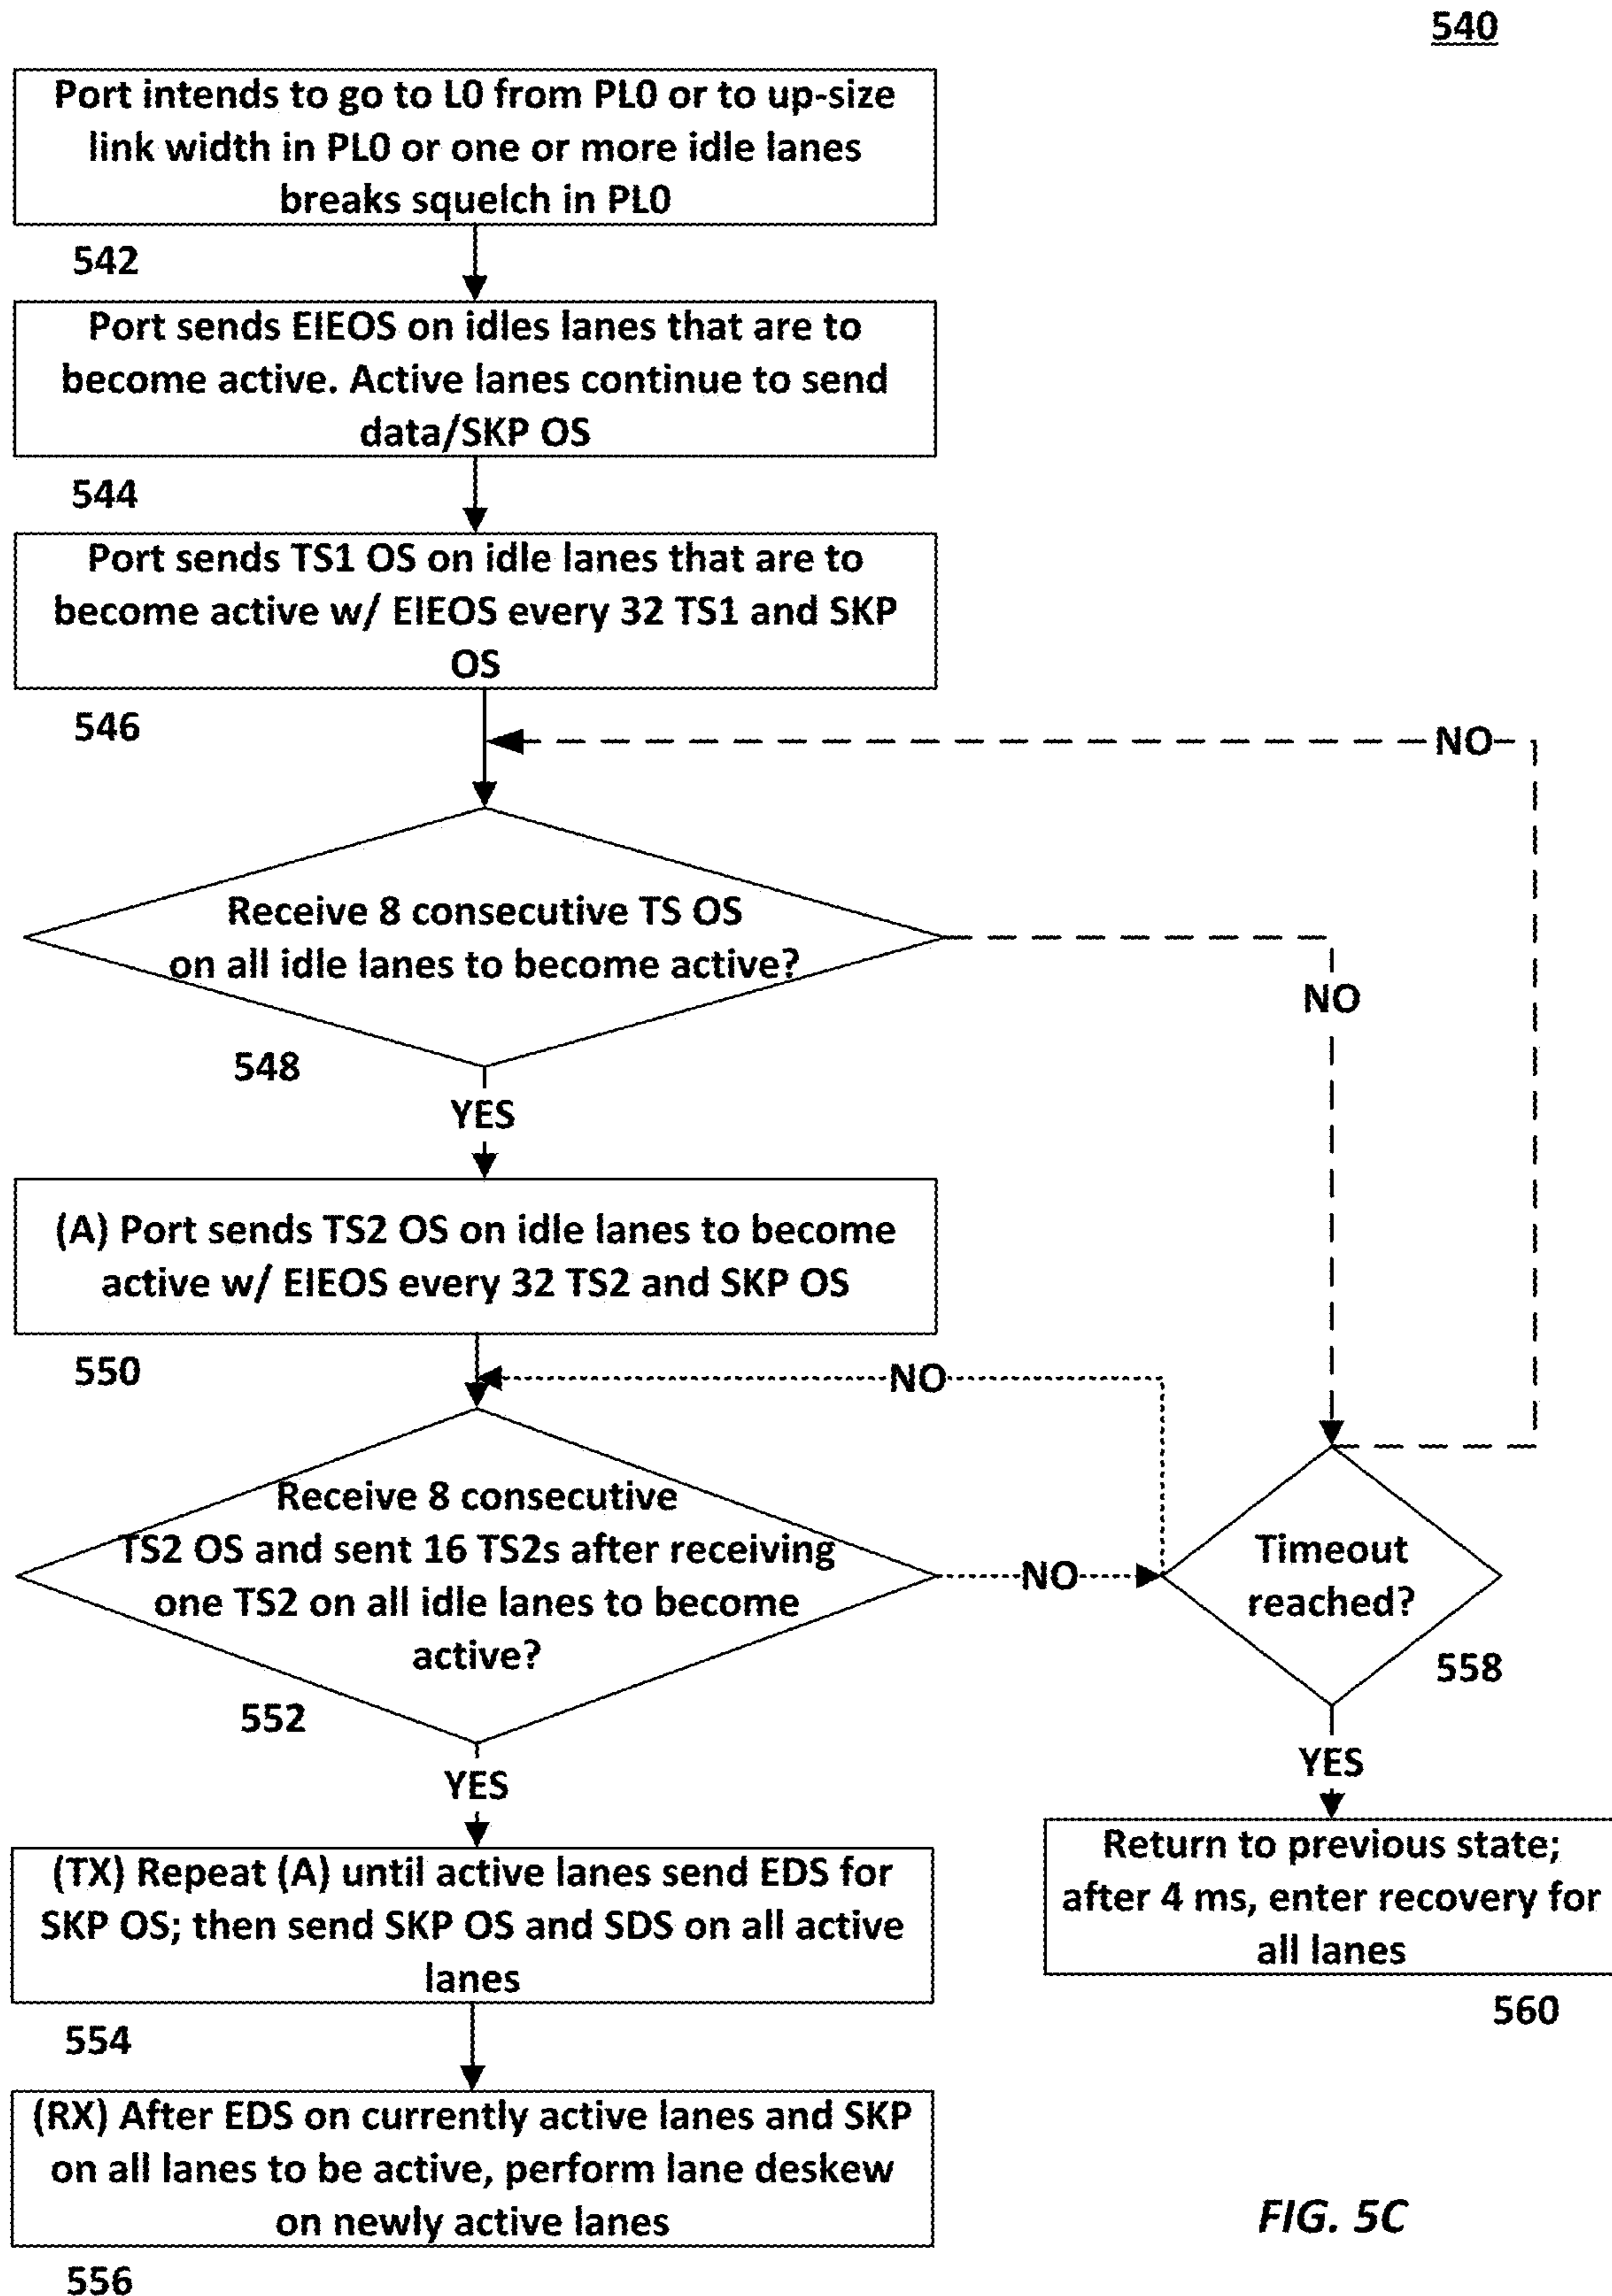 540
Port intends to go to L0 from PL0 or to up-size
link width in PL0 or one or more idle lanes
breaks squelch in PL0
542
Port sends EIEOS on idles lanes that are to
become active. Active lanes continue to send
data/SKP OS
544
Port sends TS1 OS on idle lanes that are to
become active w/ EIEOS every 32 TS1 and SKP
OS
546
NO
Receive 8 consecutive TS OS
on all idle lanes to become active?
NO
548
YES
(A) Port sends TS2 OS on idle lanes to become
active w/ EIEOS every 32 TS2 and SKP OS
550
NO
Receive 8 consecutive
TS2 OS and sent 16 TS2s after receiving
one TS2 on all idle lanes to become
active?
NO
Timeout
reached?
558
552
YES
YES
(TX) Repeat (A) until active lanes send EDS for
SKP OS; then send SKP OS and SDS on all active
lanes
554
Return to previous state;
after 4 ms, enter recovery for
all lanes
560
(RX) After EDS on currently active lanes and SKP
on all lanes to be active, perform lane deskew
on newly active lanes
556
FIG. 5C